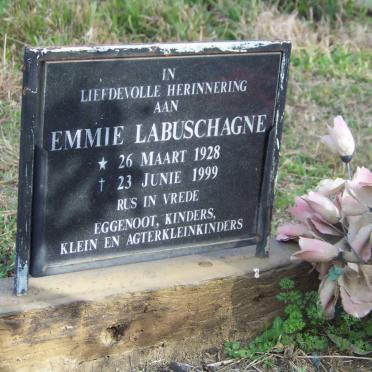 IN
LIEFDEVOLLE HERINNERING
AAN
EMMIE LABUSCHAGNE
★ 26 MAART 1928
† 23 JUNIE 1999
RUS IN VREDE
EGGENOOT, KINDERS,
KLEIN EN AGTERKLEINKINDERS